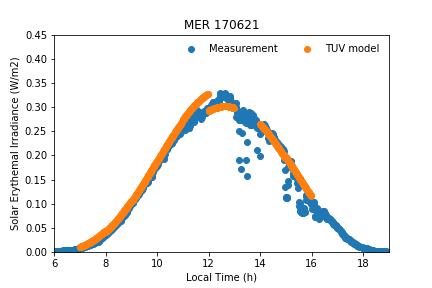 MER 170621
Measurement
TUV model
Solar Erythemal Irradiance (W/m2)
0.45
0.40
0.35
0.30
0.25
0.20
0.15
0.10
0.05
0.00
6 8 10 12 14 16 18
Local Time (h)